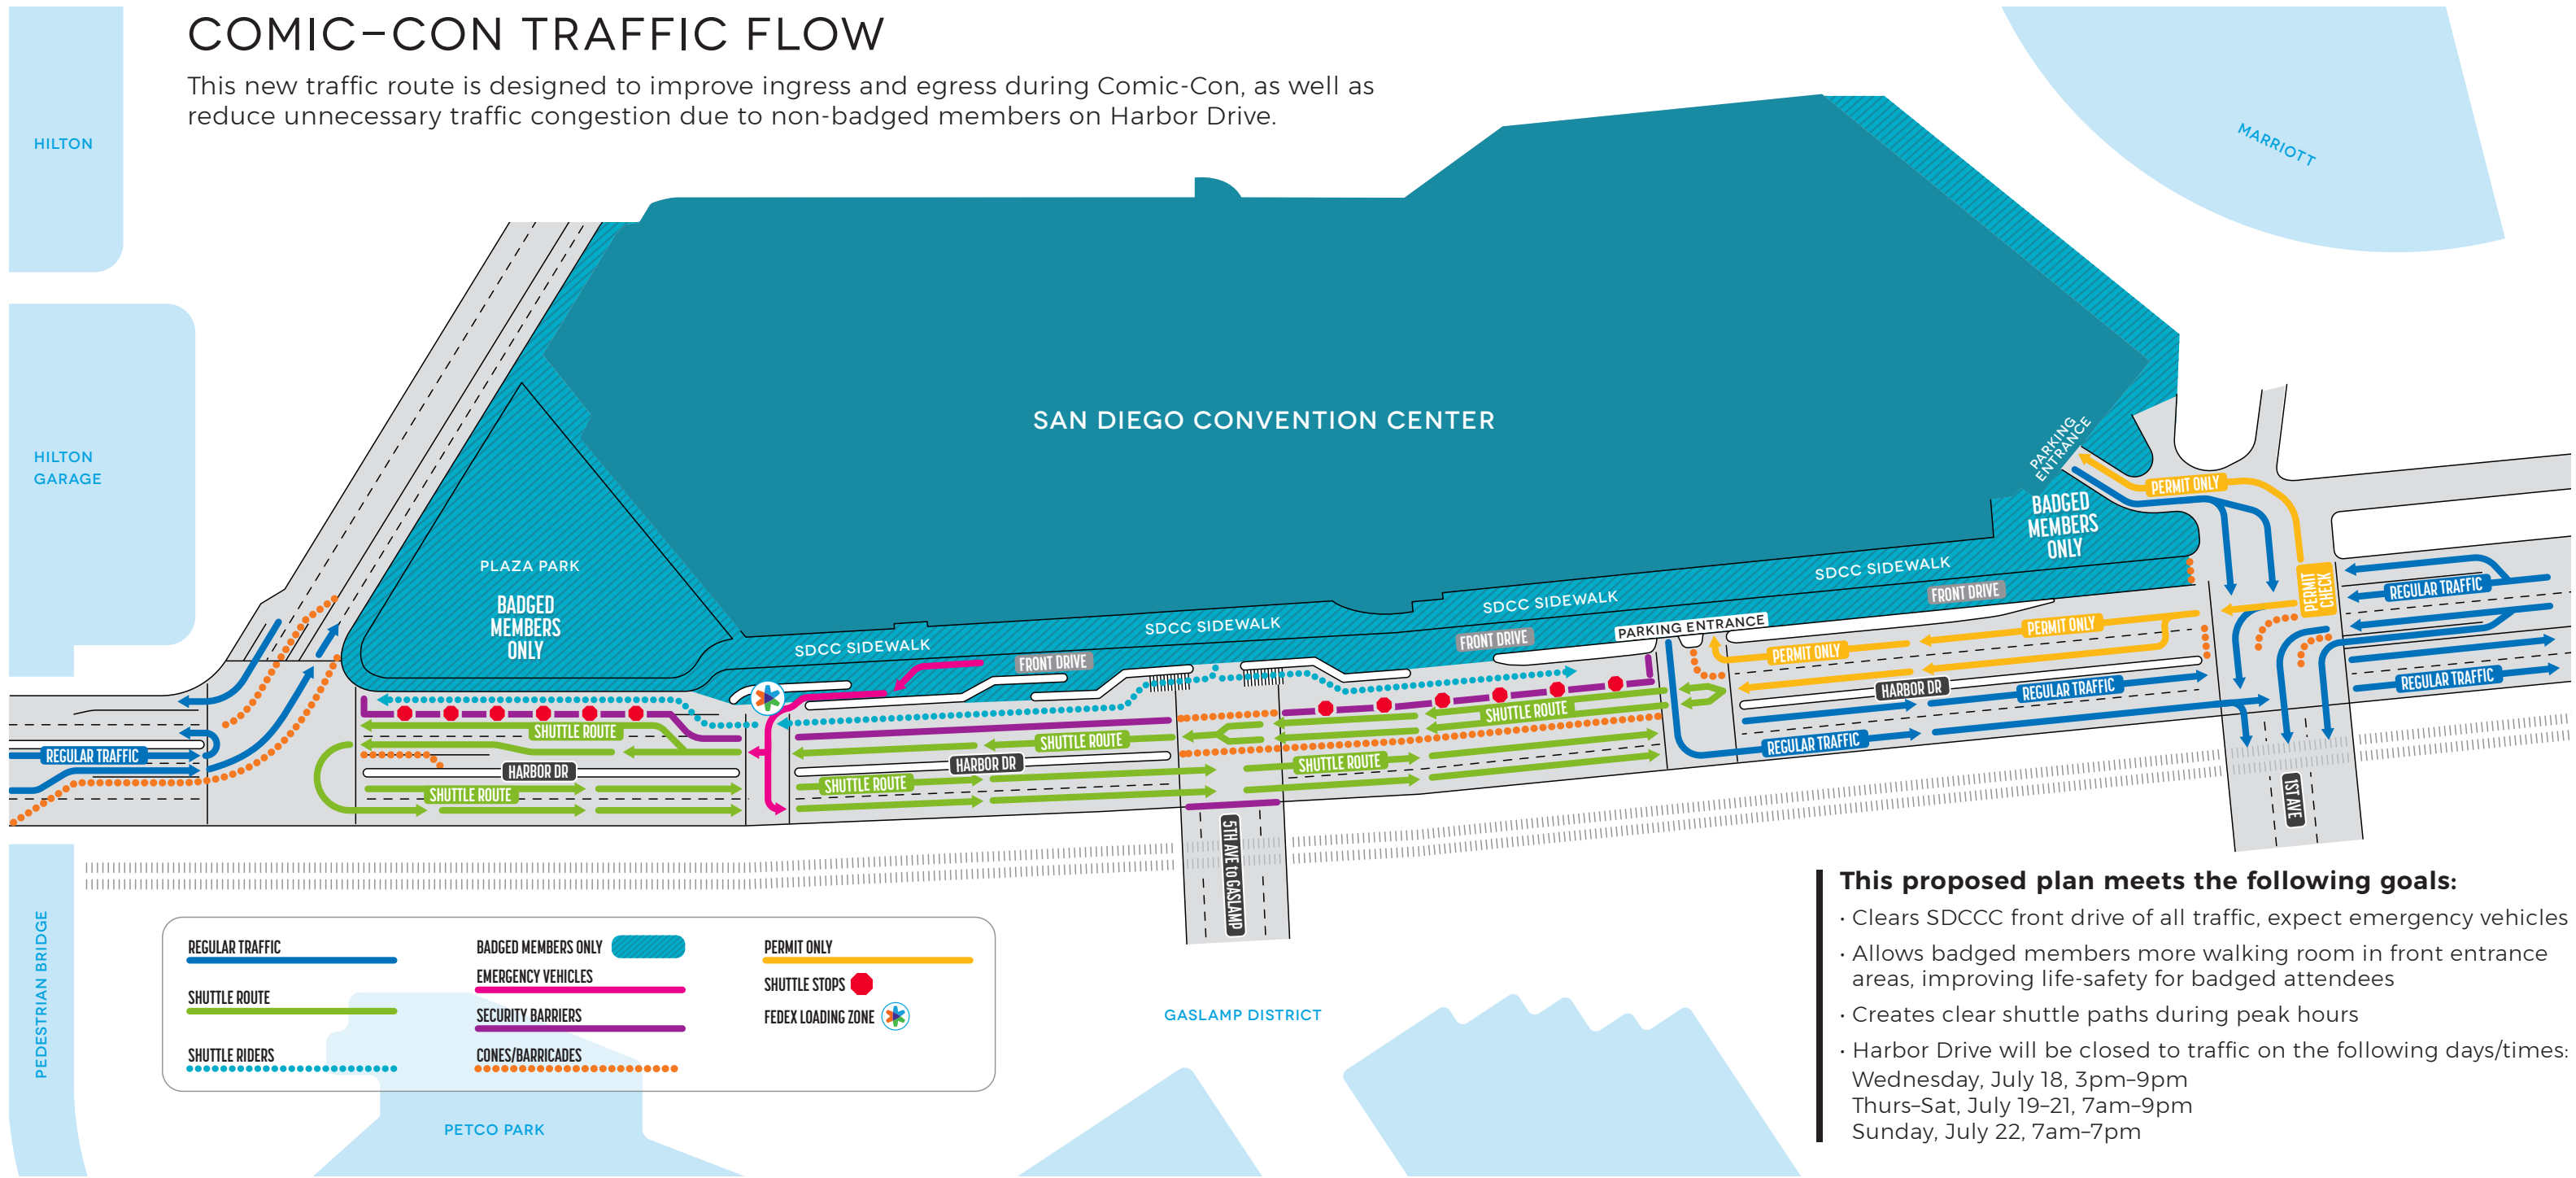 COMIC-CON TRAFFIC FLOW
This new traffic route is designed to improve ingress and egress during Comic-Con, as well as
reduce unnecessary traffic congestion due to non-badged members on Harbor Drive.
HILTON
MARRIOTT
HILTON
GARAGE
SAN DIEGO CONVENTION CENTER
PARKING
ENTRANCE
PERMIT ONLY
BADGED
MEMBERS
ONLY
PLAZA PARK
BADGED
MEMBERS
ONLY
SDCC SIDEWALK
SDCC SIDEWALK
SDCC SIDEWALK
SDCC SIDEWALK
FRONT DRIVE
FRONT DRIVE
FRONT DRIVE
PARKING ENTRANCE
PERMIT ONLY
PERMIT ONLY
PERMIT
CHECK
REGULAR TRAFFIC
REGULAR TRAFFIC
REGULAR TRAFFIC
REGULAR TRAFFIC
REGULAR TRAFFIC
HARBOR DR
HARBOR DR
HARBOR DR
SHUTTLE ROUTE
SHUTTLE ROUTE
SHUTTLE ROUTE
SHUTTLE ROUTE
SHUTTLE ROUTE
SHUTTLE ROUTE
5TH AVE to GASLAMP
1ST AVE
PEDESTRIAN BRIDGE
REGULAR TRAFFIC
SHUTTLE ROUTE
SHUTTLE RIDERS
BADGED MEMBERS ONLY
EMERGENCY VEHICLES
SECURITY BARRIERS
CONES/BARRICADES
PERMIT ONLY
SHUTTLE STOPS
FEDEX LOADING ZONE
PETCO PARK
GASLAMP DISTRICT
This proposed plan meets the following goals:
• Clears SDCCC front drive of all traffic, expect emergency vehicles
• Allows badged members more walking room in front entrance
areas, improving life-safety for badged attendees
• Creates clear shuttle paths during peak hours
• Harbor Drive will be closed to traffic on the following days/times:
Wednesday, July 18, 3pm–9pm
Thurs–Sat, July 19–21, 7am–9pm
Sunday, July 22, 7am–7pm